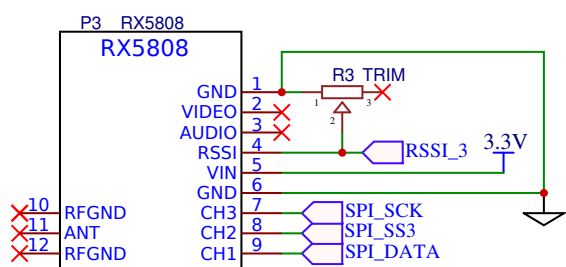 P3 RX5808
RX5808
GND 1
VIDEO 2
AUDIO 3
RSSI 4
VIN 5
GND 6
CH3 7
CH2 8
CH1 9
10 RFGND
11 ANT
12 RFGND
R3 TRIM
1 3
2
RSSI_3
3.3V
SPI_SCK
SPI_SS3
SPI_DATA